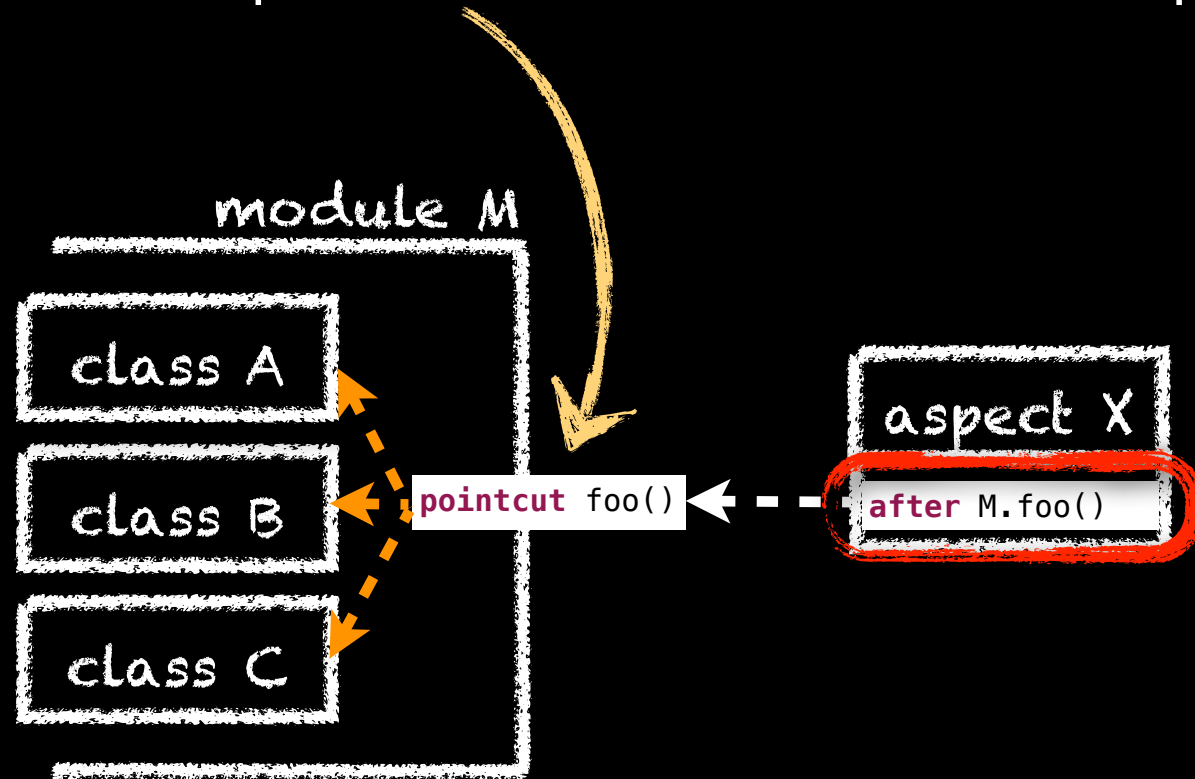 module M
class A
aspect X
class B
pointcut foo()
after M.foo()
class C